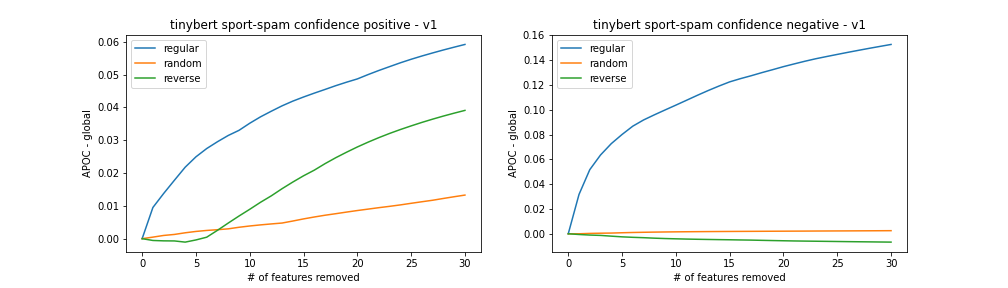 tinybert sport-spam confidence positive - v1
APOC - global
0.06
0.05
0.04
0.03
0.02
0.01
0.00
regular
random
reverse
0
5
10
15
20
25
30
# of features removed
tinybert sport-spam confidence negative - v1
APOC - global
0.16
0.14
0.12
0.10
0.08
0.06
0.04
0.02
0.00
regular
random
reverse
0
5
10
15
20
25
30
# of features removed